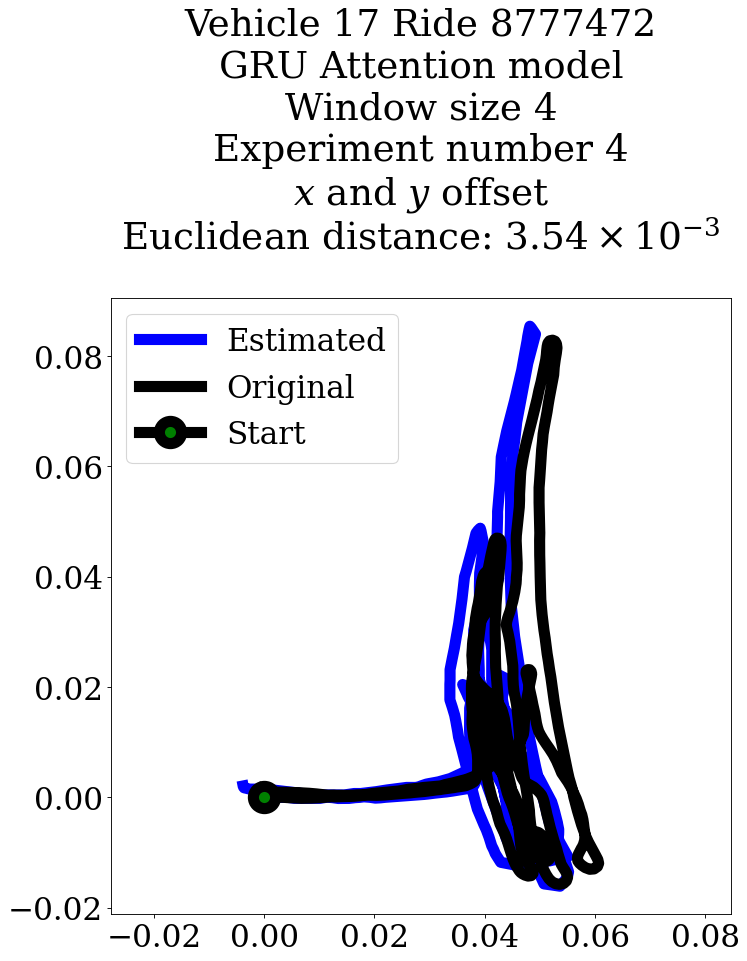 Vehicle 17 Ride 8777472
GRU Attention model
Window size 4
Experiment number 4
x and y offset
Euclidean distance: 3.54 × 10⁻³
Estimated
Original
Start
0.08
0.06
0.04
0.02
0.00
−0.02
−0.02 0.00 0.02 0.04 0.06 0.08